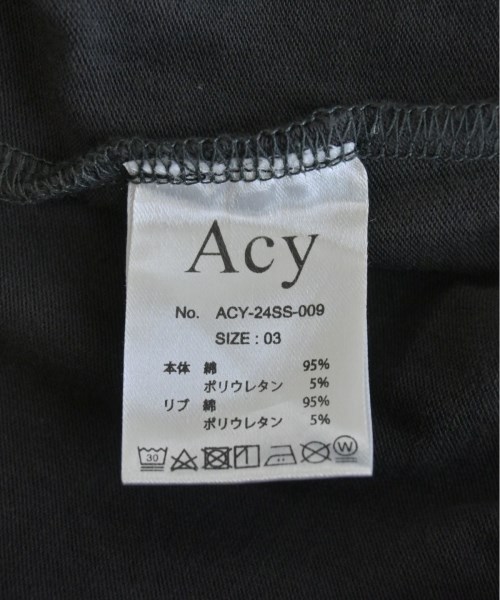 Acy
No. ACY-24SS-009
SIZE : 03
本体 綿 95%
ポリウレタン 5%
リブ 綿 95%
ポリウレタン 5%
30 W